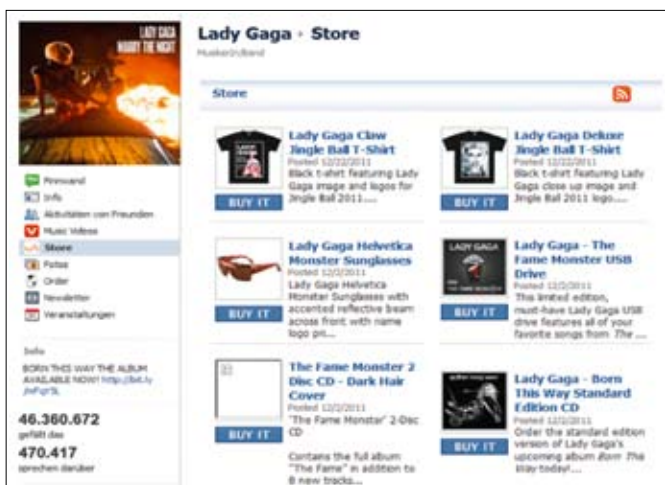 LADY GAGA
MARRY THE NIGHT
Pinnwand
Info
Aktivitäten von Freunden
Music Videos
Store
Fotos
Order
Newsletter
Veranstaltungen
Info
BORN THIS WAY THE ALBUM
AVAILABLE NOW! http://bit.ly
46.360.672
gefällt das
470.417
sprechen darüber
Lady Gaga ▸ Store
Musiker/Band
Store
Lady Gaga Claw
Jingle Ball T-Shirt
Posted 12/22/2011
Black t-shirt featuring Lady
Gaga image and logos for
Jingle Ball 2011....
BUY IT
Lady Gaga Deluxe
Jingle Ball T-Shirt
Posted 12/22/2011
Black t-shirt featuring Lady
Gaga close up image and
Jingle Ball 2011 logo....
BUY IT
Lady Gaga Helvetica
Monster Sunglasses
Posted 12/2/2011
Lady Gaga Helvetica
Monster Sunglasses with
accented reflective beam
across front with name
logo pri...
BUY IT
LADY GAGA
Lady Gaga - The
Fame Monster USB
Drive
Posted 12/2/2011
This limited edition,
must-have Lady Gaga USB
drive features all of your
favorite songs from The ...
BUY IT
The Fame Monster 2
Disc CD - Dark Hair
Cover
Posted 12/2/2011
'The Fame Monster' 2-Disc
CD
Contains the full album
"The Fame" in addition to
8 new tracks...
BUY IT
Lady Gaga - Born
This Way Standard
Edition CD
Posted 12/2/2011
Order the standard edition
version of Lady Gaga's
upcoming album Born The
Way today!...
BUY IT